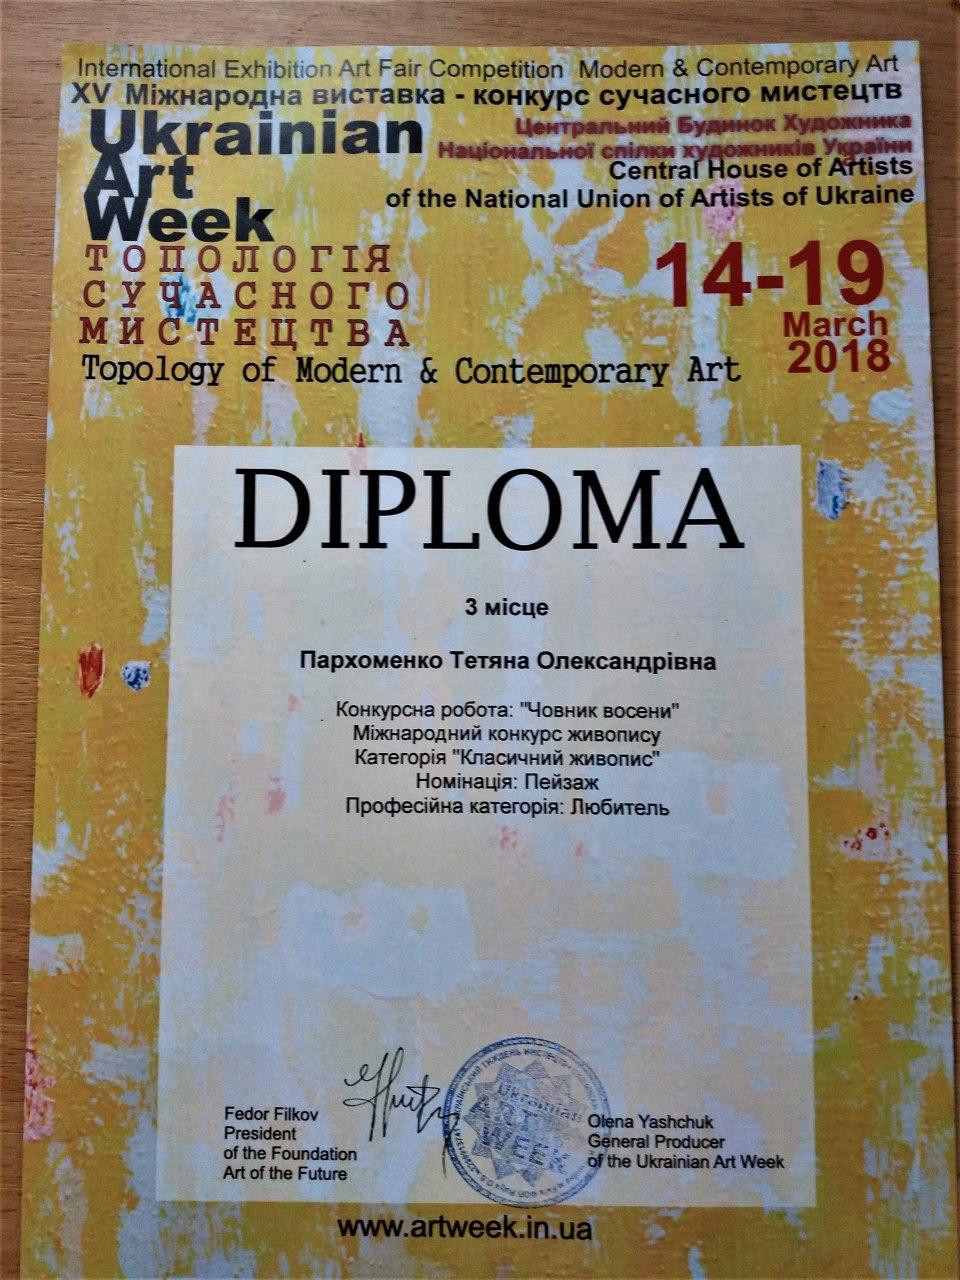 International Exhibition Art Fair Competition Modern & Contemporary Art
XV Міжнародна виставка - конкурс сучасного мистецтв
Ukrainian
Art
Week
Центральний Будинок Художника
Національної спілки художників України
Central House of Artists
of the National Union of Artists of Ukraine
ТОПОЛОГІЯ
СУЧАСНОГО
МИСТЕЦТВА
Topology of Modern & Contemporary Art
14-19
March
2018
DIPLOMA
3 місце
Пархоменко Тетяна Олександрівна
Конкурсна робота: "Човник восени"
Міжнародний конкурс живопису
Категорія "Класичний живопис"
Номінація: Пейзаж
Професійна категорія: Любитель
Fedor Filkov
President
of the Foundation
Art of the Future
Ukrainian
ART
WEEK
Olena Yashchuk
General Producer
of the Ukrainian Art Week
www.artweek.in.ua